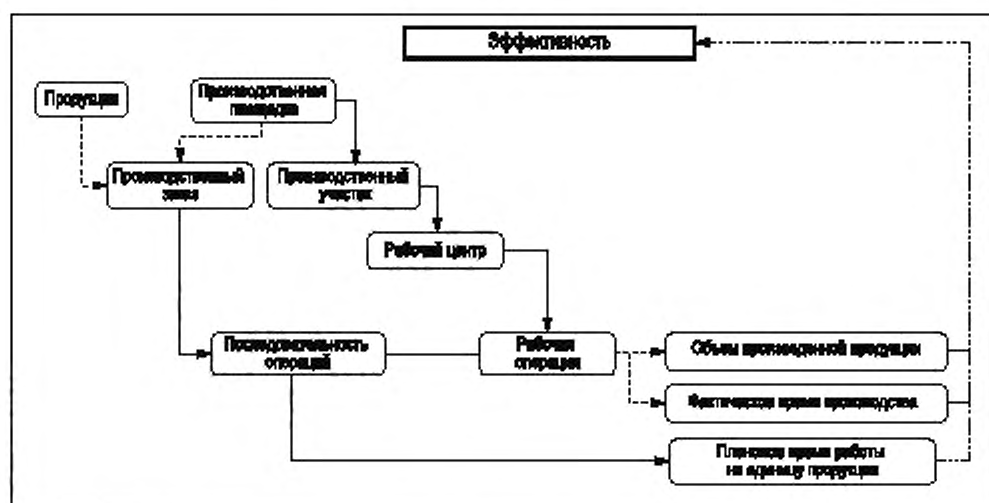 Эффективность
Продукция
Производственная
площадка
Производственный
заказ
Производственный
участок
Рабочий центр
Последовательность
операций
Рабочая
операция
Объем произведенной продукции
Фактическое время производства
Плановое время работы
на единицу продукции